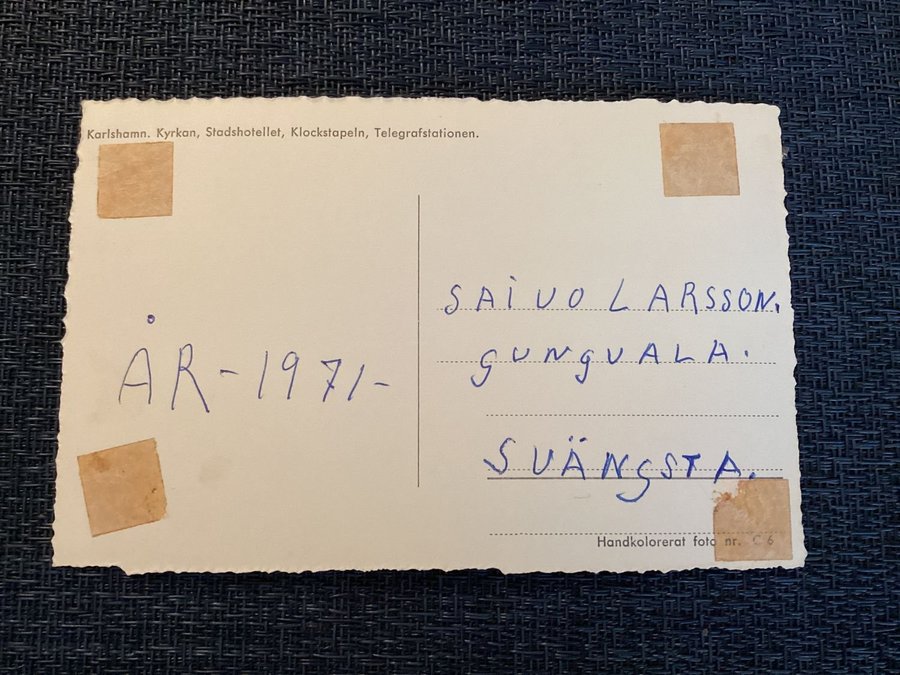 Karlshamn. Kyrkan, Stadshotellet, Klockstapeln, Telegrafstationen.
ÅR-1971-
SAIVO LARSSON.
GUNGVALA.
SVÄNGSTA.
Handkolorerat foto nr. C 6